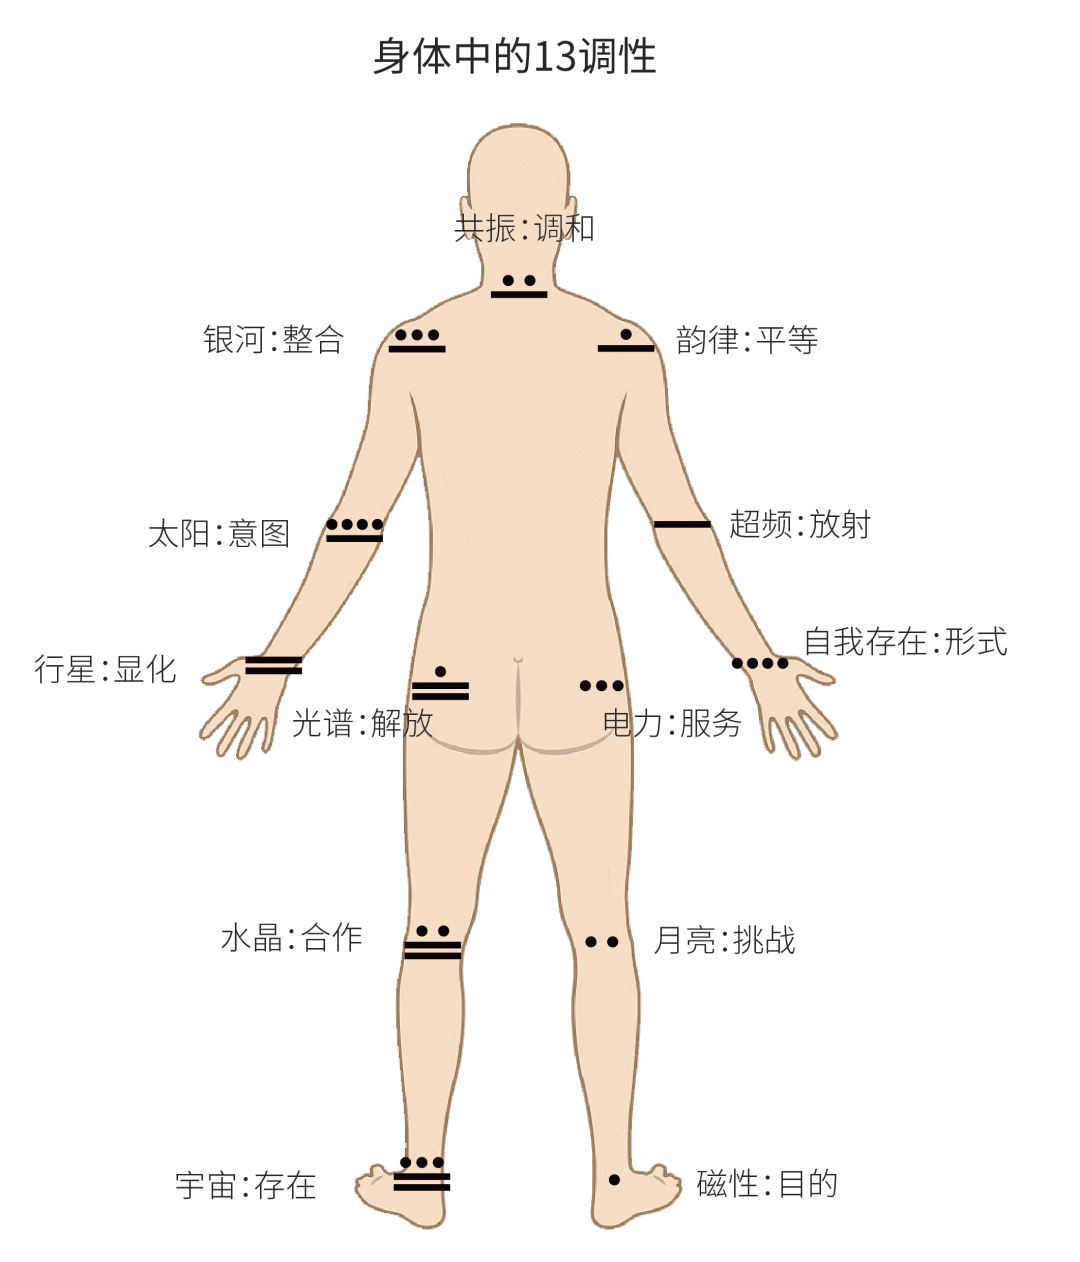 身体中的13调性
共振:调和
银河:整合
韵律:平等
太阳:意图
超频:放射
行星:显化
自我存在:形式
光谱:解放
电力:服务
水晶:合作
月亮:挑战
宇宙:存在
磁性:目的